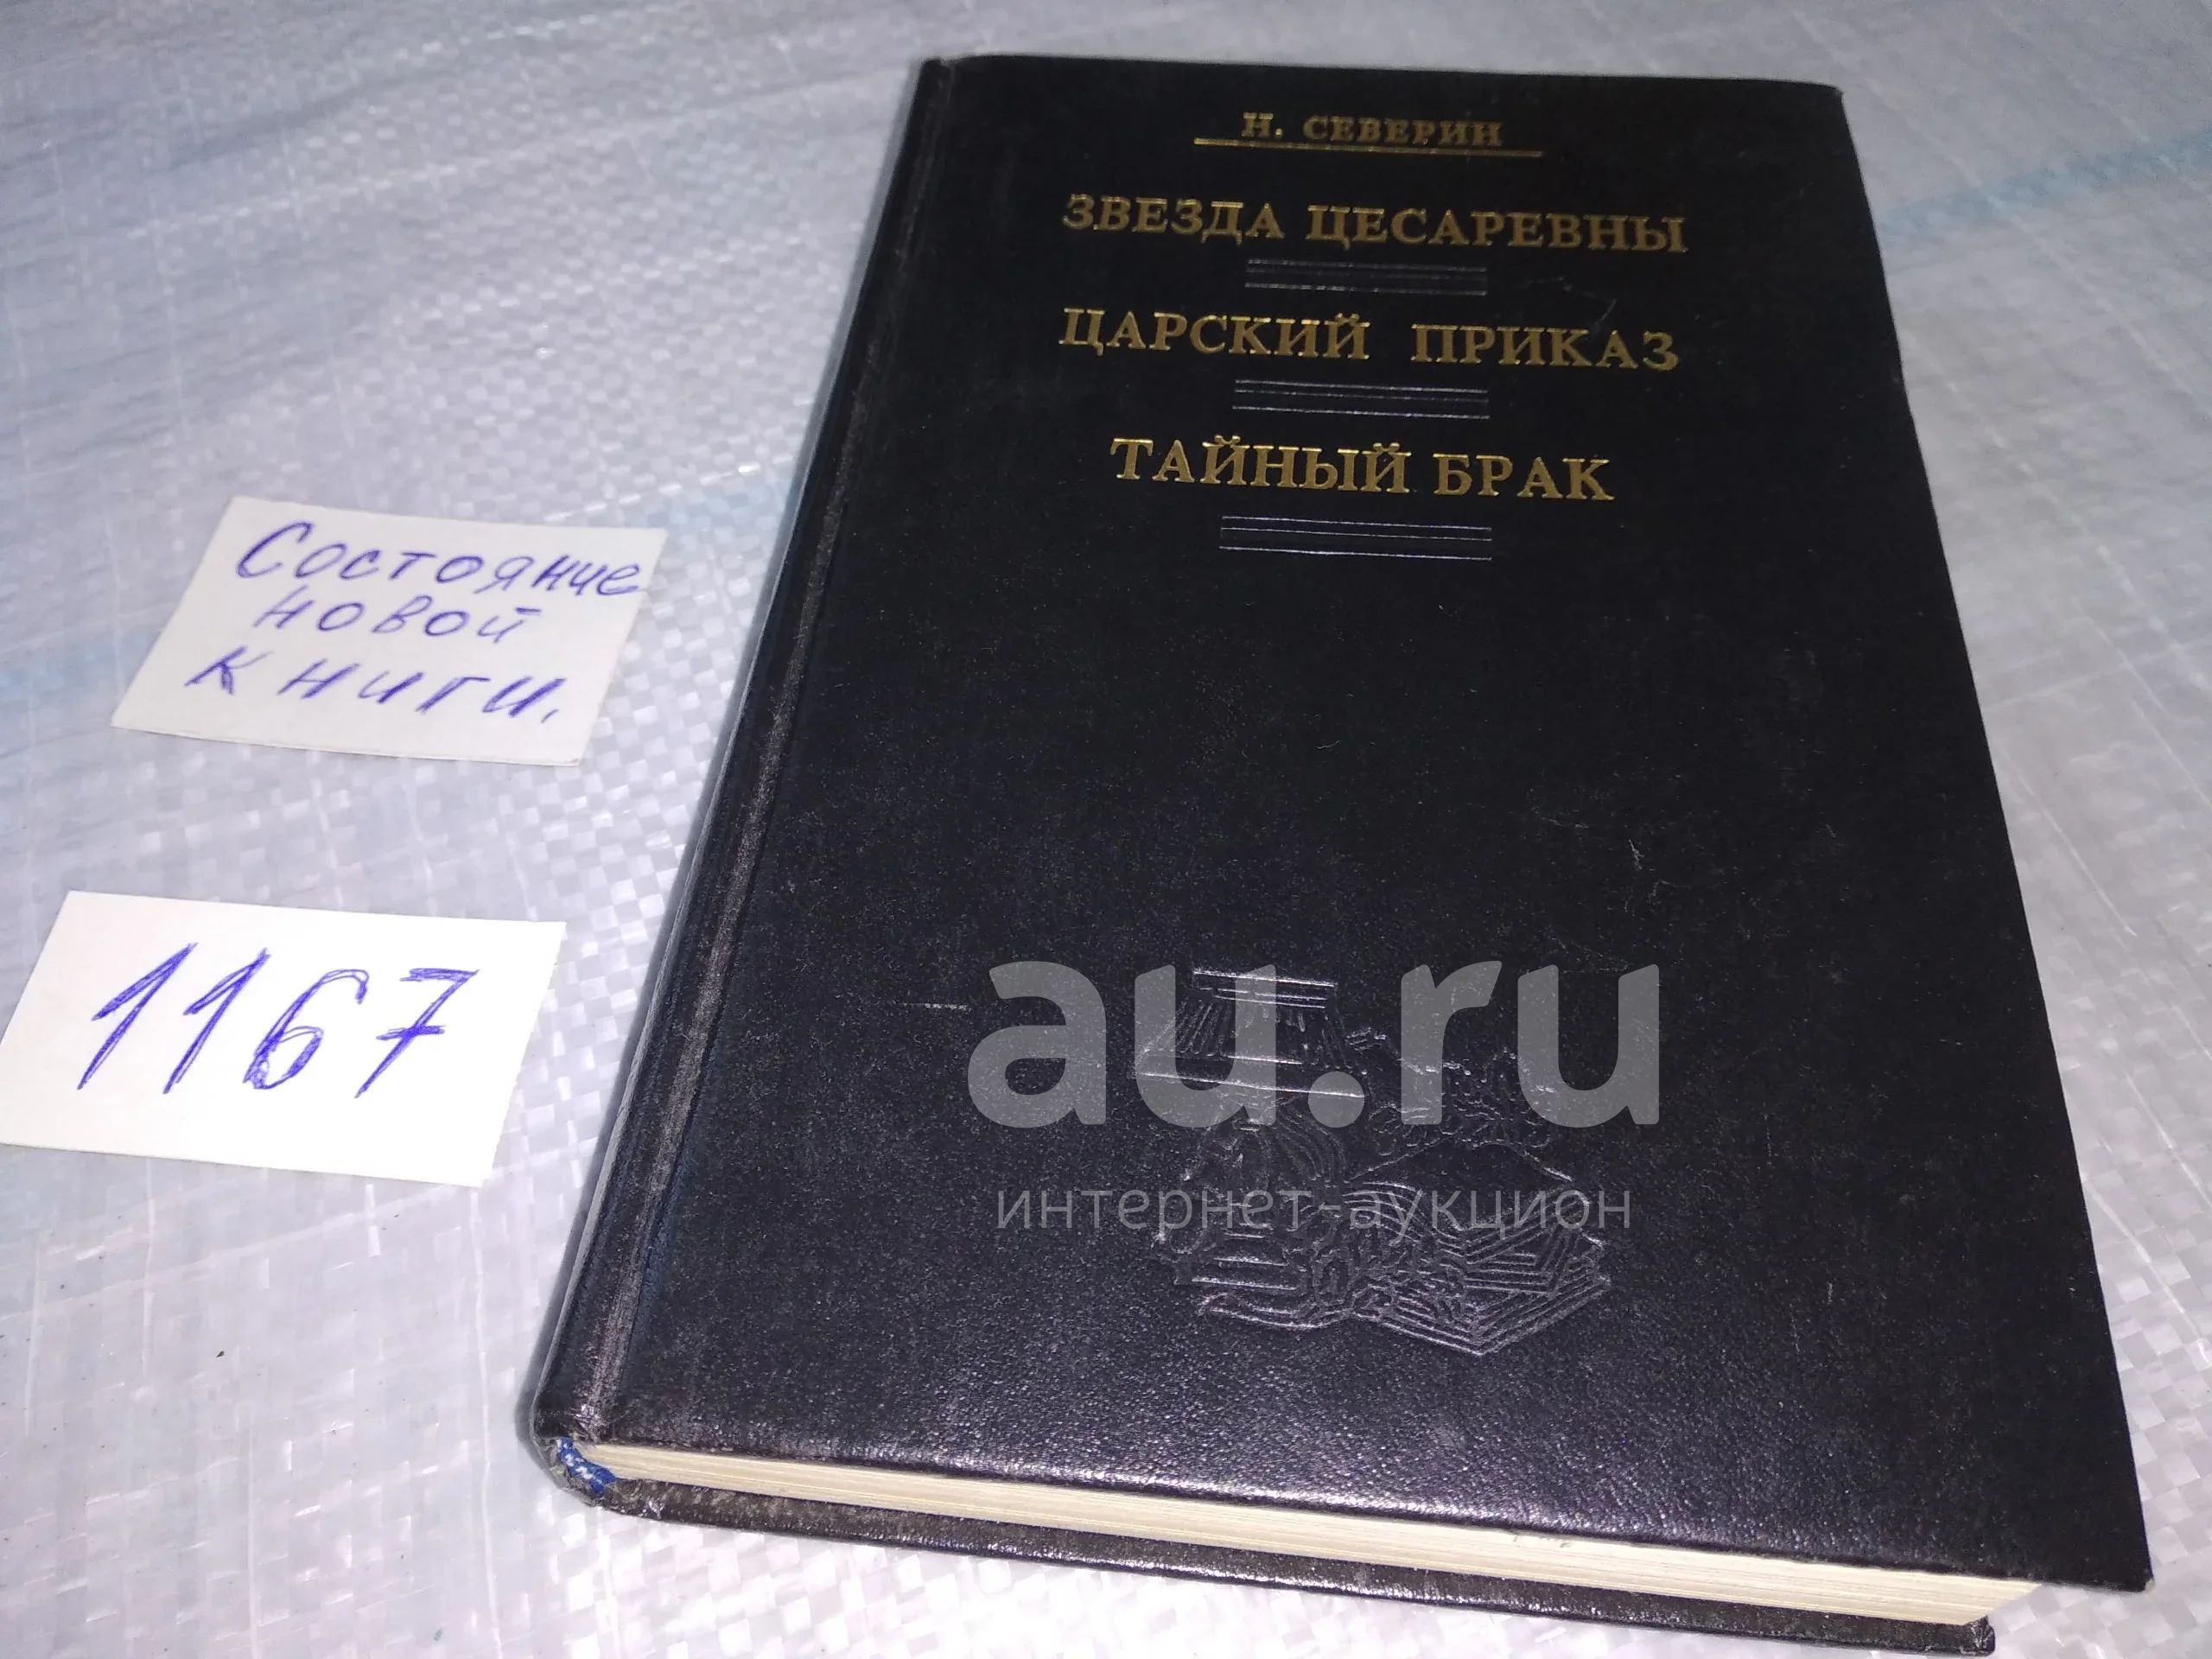 Н. СЕВЕРИН
ЗВЕЗДА ЦЕСАРЕВНЫ
ЦАРСКИЙ ПРИКАЗ
ТАЙНЫЙ БРАК
Состояние
новой
книги.
1167
au.ru
интернет-аукцион